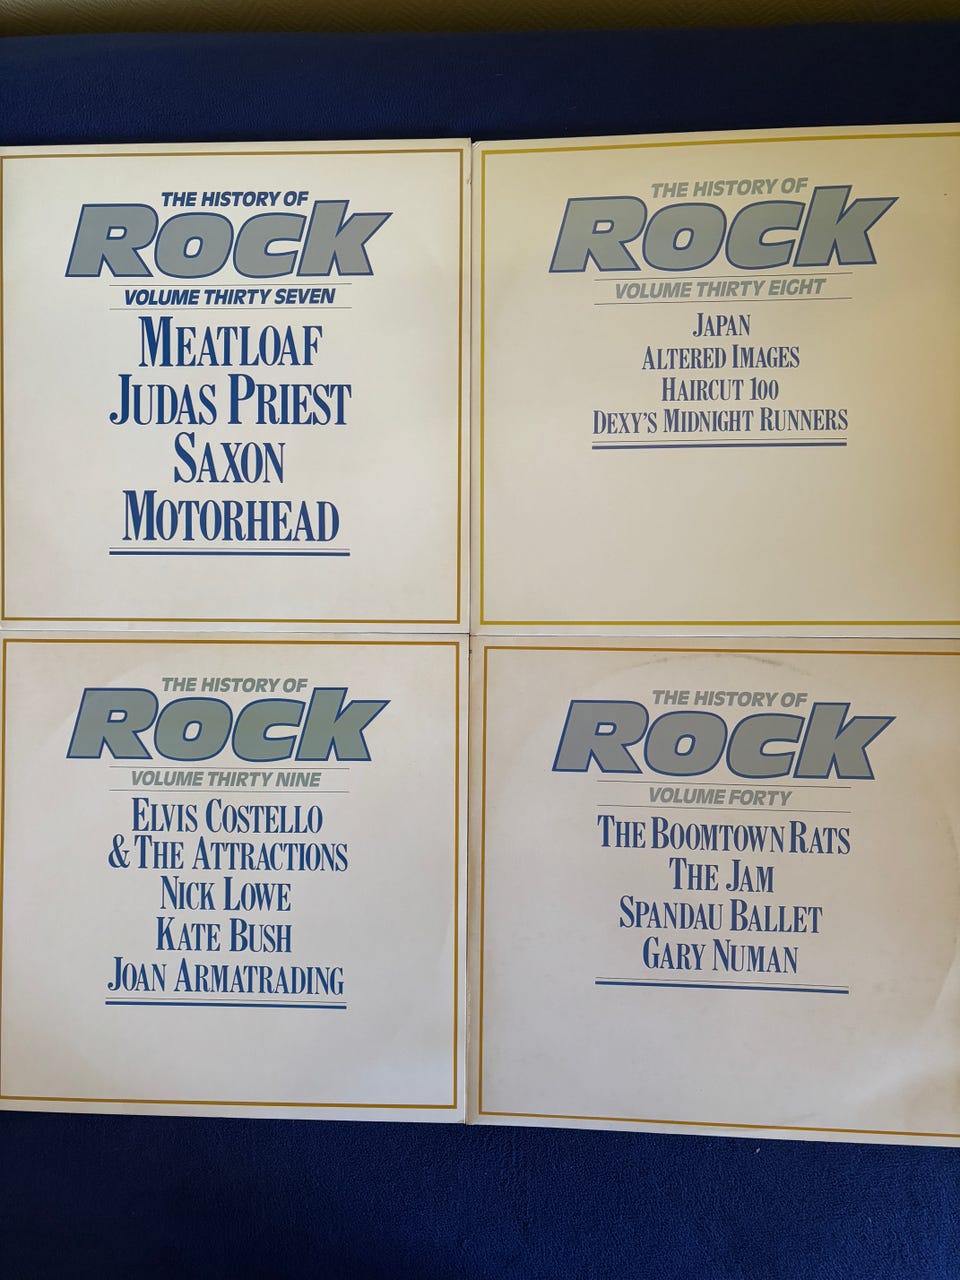 THE HISTORY OF
ROCK
VOLUME THIRTY SEVEN
MEATLOAF
JUDAS PRIEST
SAXON
MOTORHEAD
THE HISTORY OF
ROCK
VOLUME THIRTY EIGHT
JAPAN
ALTERED IMAGES
HAIRCUT 100
DEXY'S MIDNIGHT RUNNERS
THE HISTORY OF
ROCK
VOLUME THIRTY NINE
ELVIS COSTELLO
& THE ATTRACTIONS
NICK LOWE
KATE BUSH
JOAN ARMATRADING
THE HISTORY OF
ROCK
VOLUME FORTY
THE BOOMTOWN RATS
THE JAM
SPANDAU BALLET
GARY NUMAN